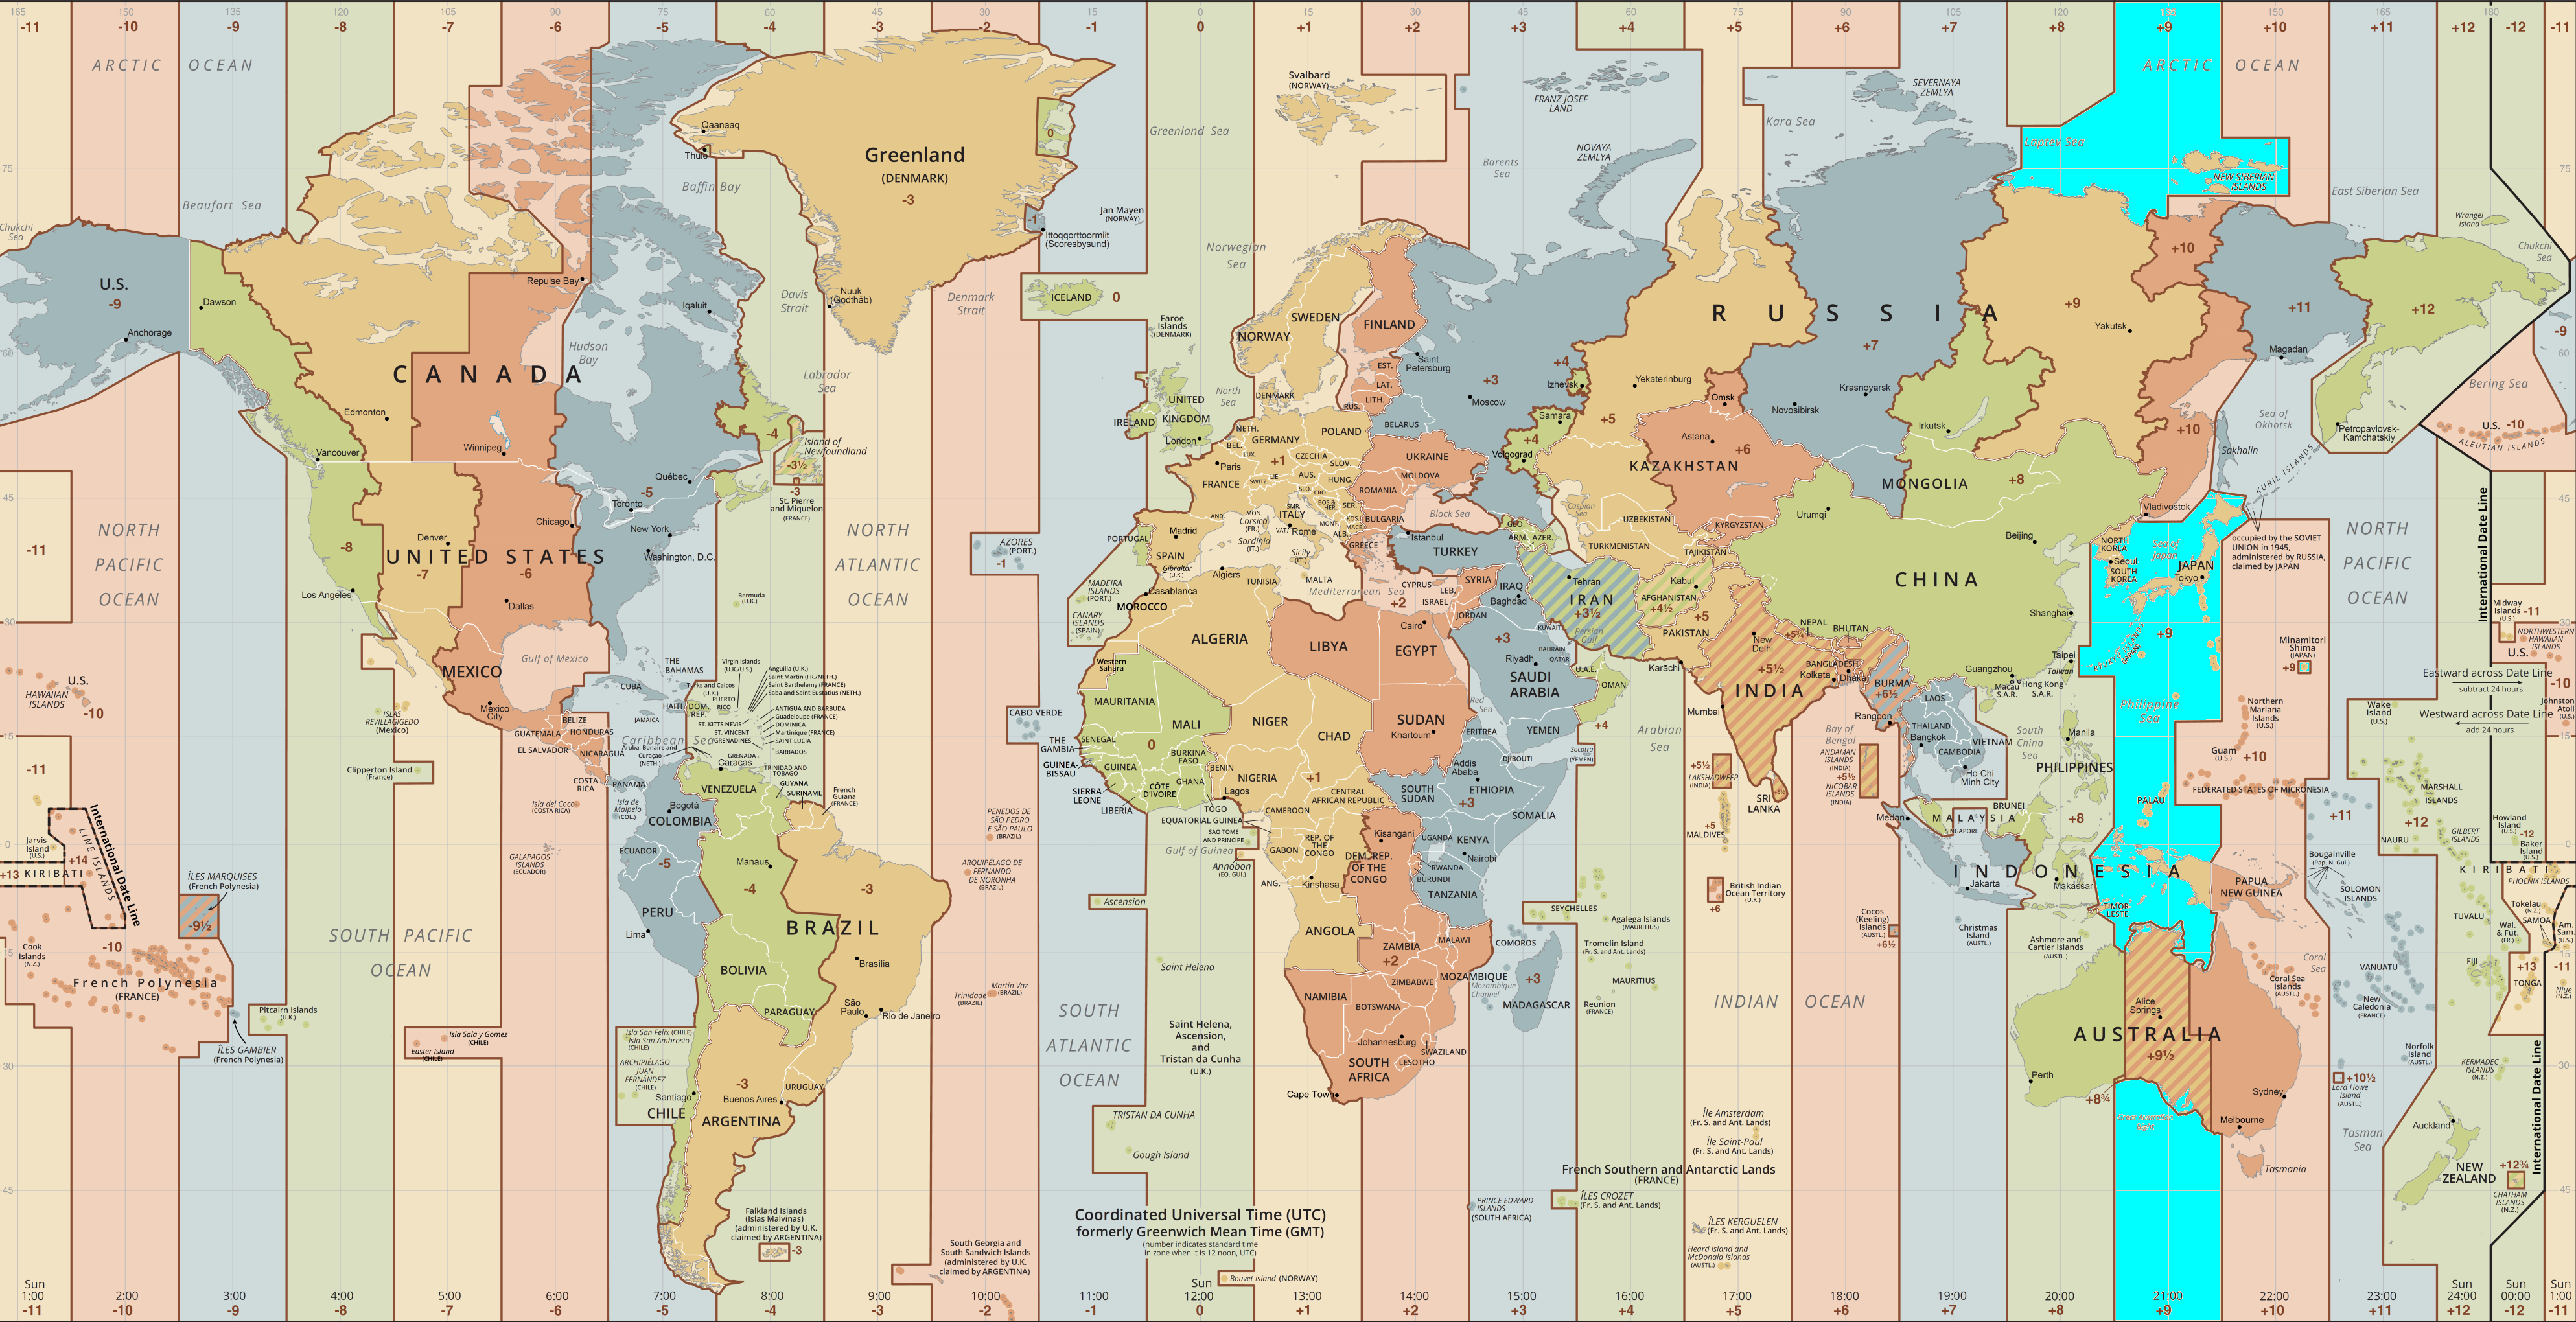 165 150 135 120 105 90 75 60 45 30 15 0 15 30 45 60 75 90 105 120 135 150 165 180
-11 -10 -9 -8 -7 -6 -5 -4 -3 -2 -1 0 +1 +2 +3 +4 +5 +6 +7 +8 +9 +10 +11 +12 -12 -11
ARCTIC OCEAN
Beaufort Sea
Chukchi
Sea
U.S.
-9
Anchorage
Dawson
CANADA
Edmonton
Vancouver
Winnipeg
Repulse Bay
Hudson
Bay
Iqaluit
Baffin Bay
Davis
Strait
Labrador
Sea
Québec
Toronto
-5
-4
Island of
Newfoundland
-3½
-3
St. Pierre
and Miquelon
(FRANCE)
Qaanaaq
Thule
Greenland
(DENMARK)
-3
0
-1
Ittoqqortoormiit
(Scoresbysund)
Nuuk
(Godthåb)
Denmark
Strait
Greenland Sea
Jan Mayen
(NORWAY)
Norwegian
Sea
ICELAND
0
Faroe
Islands
(DENMARK)
UNITED STATES
-8
-7
-6
Denver
Los Angeles
Dallas
Chicago
New York
Washington, D.C.
Bermuda
(U.K.)
NORTH
PACIFIC
OCEAN
NORTH
ATLANTIC
OCEAN
AZORES
(PORT.)
-1
U.S.
HAWAIIAN
ISLANDS
-10
MEXICO
Mexico
City
Gulf of Mexico
ISLAS
REVILLAGIGEDO
(Mexico)
Clipperton Island
(France)
THE
BAHAMAS
CUBA
JAMAICA
HAITI
DOM.
REP.
PUERTO
RICO
Turks and Caicos
(U.K.)
Virgin Islands
(U.K./U.S.)
Anguilla (U.K.)
Saint Martin (FR./NETH.)
Saint Barthelemy (FRANCE)
Saba and Saint Eustatius (NETH.)
ANTIGUA AND BARBUDA
Guadeloupe (FRANCE)
DOMINICA
Martinique (FRANCE)
SAINT LUCIA
BARBADOS
ST. KITTS NEVIS
ST. VINCENT
GRENADINES
GRENADA
TRINIDAD AND
TOBAGO
Caribbean Sea
Aruba, Bonaire and
Curaçao
(NETH.)
BELIZE
GUATEMALA
HONDURAS
EL SALVADOR
NICARAGUA
COSTA
RICA
PANAMA
Isla del Coco
(COSTA RICA)
Isla de
Malpelo
(COL.)
GALAPAGOS
ISLANDS
(ECUADOR)
Caracas
VENEZUELA
GUYANA
SURINAME
French
Guiana
(FRANCE)
Bogotá
COLOMBIA
ECUADOR
-5
PERU
Lima
Manaus
-4
-3
BRAZIL
Brasília
São
Paulo
Rio de Janeiro
BOLIVIA
PARAGUAY
URUGUAY
Santiago
CHILE
Buenos Aires
-3
ARGENTINA
Isla San Felix (CHILE)
Isla San Ambrosio
(CHILE)
ARCHIPIÉLAGO
JUAN
FERNÁNDEZ
(CHILE)
Isla Sala y Gomez
(CHILE)
Easter Island
(CHILE)
Falkland Islands
(Islas Malvinas)
(administered by U.K.
claimed by ARGENTINA)
-3
South Georgia and
South Sandwich Islands
(administered by U.K.
claimed by ARGENTINA)
PENEDOS DE
SÃO PEDRO
E SÃO PAULO
(BRAZIL)
ARQUIPÉLAGO DE
FERNANDO
DE NORONHA
(BRAZIL)
Martin Vaz
(BRAZIL)
Trinidade
(BRAZIL)
Jarvis
Island
(U.S.)
+14
LINE ISLANDS
International Date Line
+13 KIRIBATI
ÎLES MARQUISES
(French Polynesia)
-9½
-10
Cook
Islands
(N.Z.)
French Polynesia
(FRANCE)
ÎLES GAMBIER
(French Polynesia)
Pitcairn Islands
(U.K.)
SOUTH PACIFIC
OCEAN
SOUTH
ATLANTIC
OCEAN
Ascension
Saint Helena
Saint Helena,
Ascension,
and
Tristan da Cunha
(U.K.)
TRISTAN DA CUNHA
Gough Island
Bouvet Island (NORWAY)
Coordinated Universal Time (UTC)
formerly Greenwich Mean Time (GMT)
(number indicates standard time
in zone when it is 12 noon, UTC)
Svalbard
(NORWAY)
NORWAY
SWEDEN
FINLAND
EST.
LAT.
LITH.
RUS.
North
Sea
DENMARK
UNITED
KINGDOM
IRELAND
London
NETH.
BEL.
LUX.
GERMANY
POLAND
BELARUS
Paris
FRANCE
SWITZ.
LIE.
CZECHIA
SLOV.
AUS.
HUNG.
+1
UKRAINE
MOLDOVA
ROMANIA
BULGARIA
SLO.
CRO.
BOS.&
HER.
SER.
MONT.
KOS.
MACE.
ALB.
GREECE
ITALY
SMR.
VAT.
Rome
MON.
AND.
Corsica
(FR.)
Sardinia
(IT.)
Sicily
(IT.)
MALTA
Madrid
SPAIN
PORTUGAL
Gibraltar
(U.K.)
Mediterranean Sea
Black Sea
Istanbul
TURKEY
CYPRUS
SYRIA
LEB.
ISRAEL
JORDAN
IRAQ
Baghdad
KUWAIT
GEO.
ARM.
AZER.
MADEIRA
ISLANDS
(PORT.)
CANARY
ISLANDS
(SPAIN)
MOROCCO
Casablanca
Algiers
TUNISIA
Western
Sahara
ALGERIA
LIBYA
EGYPT
Cairo
+2
MAURITANIA
MALI
NIGER
CHAD
SUDAN
Khartoum
ERITREA
CABO VERDE
SENEGAL
THE
GAMBIA
GUINEA-
BISSAU
GUINEA
SIERRA
LEONE
LIBERIA
CÔTE
D'IVOIRE
BURKINA
FASO
GHANA
TOGO
BENIN
NIGERIA
Lagos
0
+1
CAMEROON
CENTRAL
AFRICAN REPUBLIC
EQUATORIAL GUINEA
SAO TOME
AND PRINCIPE
Gulf of Guinea
Annobon
(EQ. GUI.)
GABON
REP. OF
THE
CONGO
DEM. REP.
OF THE
CONGO
Kisangani
Kinshasa
ANG.
ANGOLA
SOUTH
SUDAN
Addis
Ababa
ETHIOPIA
+3
DJIBOUTI
SOMALIA
UGANDA
KENYA
Nairobi
RWANDA
BURUNDI
TANZANIA
ZAMBIA
+2
MALAWI
MOZAMBIQUE
Mozambique
Channel
ZIMBABWE
NAMIBIA
BOTSWANA
Johannesburg
SWAZILAND
LESOTHO
SOUTH
AFRICA
Cape Town
COMOROS
+3
MADAGASCAR
SEYCHELLES
Agalega Islands
(MAURITIUS)
Tromelin Island
(Fr. S. and Ant. Lands)
MAURITIUS
Reunion
(FRANCE)
+3
Riyadh
SAUDI
ARABIA
BAHRAIN
QATAR
U.A.E.
OMAN
YEMEN
+4
Red
Sea
Socotra
(YEMEN)
Arabian
Sea
Persian
Gulf
Tehran
IRAN
+3½
Kabul
AFGHANISTAN
+4½
+5
PAKISTAN
Karāchi
Caspian
Sea
UZBEKISTAN
TURKMENISTAN
TAJIKISTAN
KYRGYZSTAN
Astana
+6
KAZAKHSTAN
FRANZ JOSEF
LAND
NOVAYA
ZEMLYA
Barents
Sea
Kara Sea
SEVERNAYA
ZEMLYA
Laptev Sea
NEW SIBERIAN
ISLANDS
East Siberian Sea
Wrangel
Island
Chukchi
Sea
RUSSIA
Saint
Petersburg
+3
Moscow
+4
Izhevsk
Samara
+4
Volgograd
Yekaterinburg
+5
Omsk
Novosibirsk
Krasnoyarsk
+7
Irkutsk
+8
+9
Yakutsk
+10
+10
+11
Magadan
+12
Petropavlovsk-
Kamchatskiy
Sea of
Okhotsk
Sakhalin
KURIL ISLANDS
Vladivostok
Bering Sea
U.S. -10
ALEUTIAN ISLANDS
-9
MONGOLIA
Urumqi
Beijing
CHINA
Shanghai
Guangzhou
Macau
S.A.R.
Hong Kong
S.A.R.
Taipei
Taiwan
NORTH
KOREA
Seoul
SOUTH
KOREA
Sea of
Japan
JAPAN
Tokyo
+9
RYUKYU ISLANDS
(JAPAN)
occupied by the SOVIET
UNION in 1945,
administered by RUSSIA,
claimed by JAPAN
Minamitori
Shima
(JAPAN)
+9
New
Delhi
NEPAL
+5¾
BHUTAN
+5½
INDIA
Mumbai
Kolkata
BANGLADESH
Dhaka
BURMA
+6½
Rangoon
Bay of
Bengal
+5½
LAKSHADWEEP
(INDIA)
+5
MALDIVES
SRI
LANKA
ANDAMAN
ISLANDS
(INDIA)
+5½
NICOBAR
ISLANDS
(INDIA)
LAOS
THAILAND
Bangkok
VIETNAM
CAMBODIA
Ho Chi
Minh City
South
China
Sea
Manila
PHILIPPINES
+8
Philippine
Sea
PALAU
BRUNEI
MALAYSIA
SINGAPORE
Medan
INDONESIA
Jakarta
Makassar
TIMOR-
LESTE
PAPUA
NEW GUINEA
Northern
Mariana
Islands
(U.S.)
Guam
(U.S.)
+10
FEDERATED STATES OF MICRONESIA
+11
Wake
Island
(U.S.)
MARSHALL
ISLANDS
+12
NAURU
GILBERT
ISLANDS
KIRIBATI
Howland
Island
(U.S.)
-12
Baker
Island
(U.S.)
PHOENIX ISLANDS
Bougainville
(Pap. N. Gui.)
SOLOMON
ISLANDS
TUVALU
Tokelau
(N.Z.)
SAMOA
Am.
Sam.
(U.S.)
Wal.
& Fut.
(FR.)
FIJI
+13
TONGA
-11
Niue
(N.Z.)
VANUATU
New
Caledonia
(FRANCE)
Coral
Sea
Coral Sea
Islands
(AUSTL.)
Norfolk
Island
(AUSTL.)
KERMADEC
ISLANDS
(N.Z.)
+10½
Lord Howe
Island
(AUSTL.)
Tasman
Sea
Auckland
NEW
ZEALAND
+12¾
CHATHAM
ISLANDS
(N.Z.)
International Date Line
Midway
Islands
(U.S.)
-11
NORTHWESTERN
HAWAIIAN
ISLANDS
U.S.
-10
Johnston
Atoll
(U.S.)
Eastward across Date Line
subtract 24 hours
Westward across Date Line
add 24 hours
British Indian
Ocean Territory
(U.K.)
+6
Cocos
(Keeling)
Islands
(AUSTL.)
+6½
Christmas
Island
(AUSTL.)
Ashmore and
Cartier Islands
(AUSTL.)
INDIAN OCEAN
AUSTRALIA
Alice
Springs
+9½
Perth
+8¾
Great Australian
Bight
Sydney
Melbourne
Tasmania
Île Amsterdam
(Fr. S. and Ant. Lands)
Île Saint-Paul
(Fr. S. and Ant. Lands)
French Southern and Antarctic Lands
(FRANCE)
PRINCE EDWARD
ISLANDS
(SOUTH AFRICA)
ÎLES CROZET
(Fr. S. and Ant. Lands)
ÎLES KERGUELEN
(Fr. S. and Ant. Lands)
Heard Island and
McDonald Islands
(AUSTL.)
Sun
1:00 2:00 3:00 4:00 5:00 6:00 7:00 8:00 9:00 10:00 11:00 12:00 13:00 14:00 15:00 16:00 17:00 18:00 19:00 20:00 21:00 22:00 23:00 24:00 00:00 1:00
-11 -10 -9 -8 -7 -6 -5 -4 -3 -2 -1 0 +1 +2 +3 +4 +5 +6 +7 +8 +9 +10 +11 +12 -12 -11